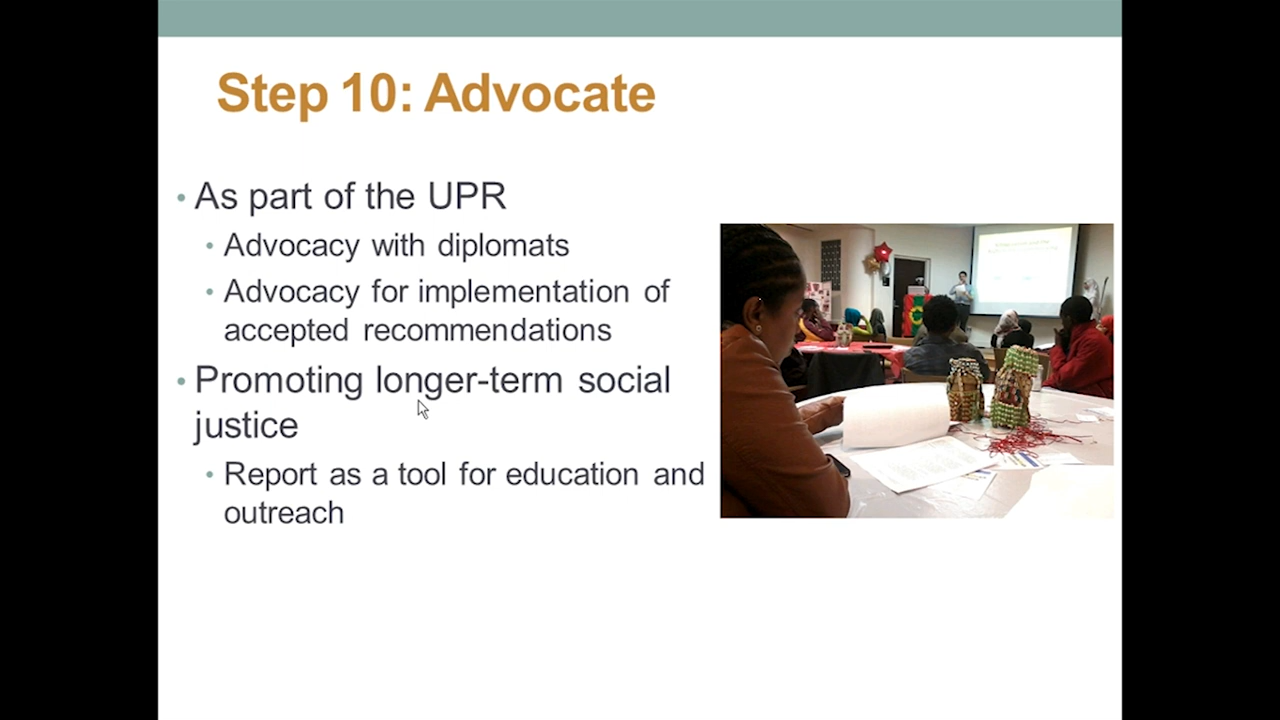 Step 10: Advocate
• As part of the UPR
• Advocacy with diplomats
• Advocacy for implementation of
accepted recommendations
• Promoting longer-term social
justice
• Report as a tool for education and
outreach